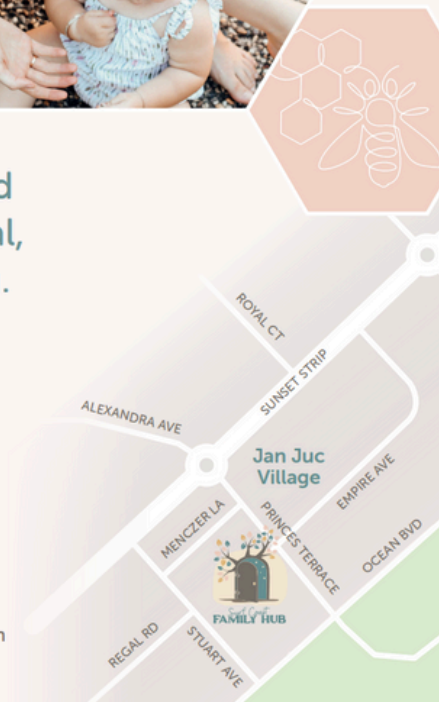 d
l,
.
ROYAL CT
SUNSET STRIP
ALEXANDRA AVE
Jan Juc
Village
EMPIRE AVE
MENCZER LA
PRINCES TERRACE
OCEAN BVD
FAMILY HUB
REGAL RD
STUART AVE